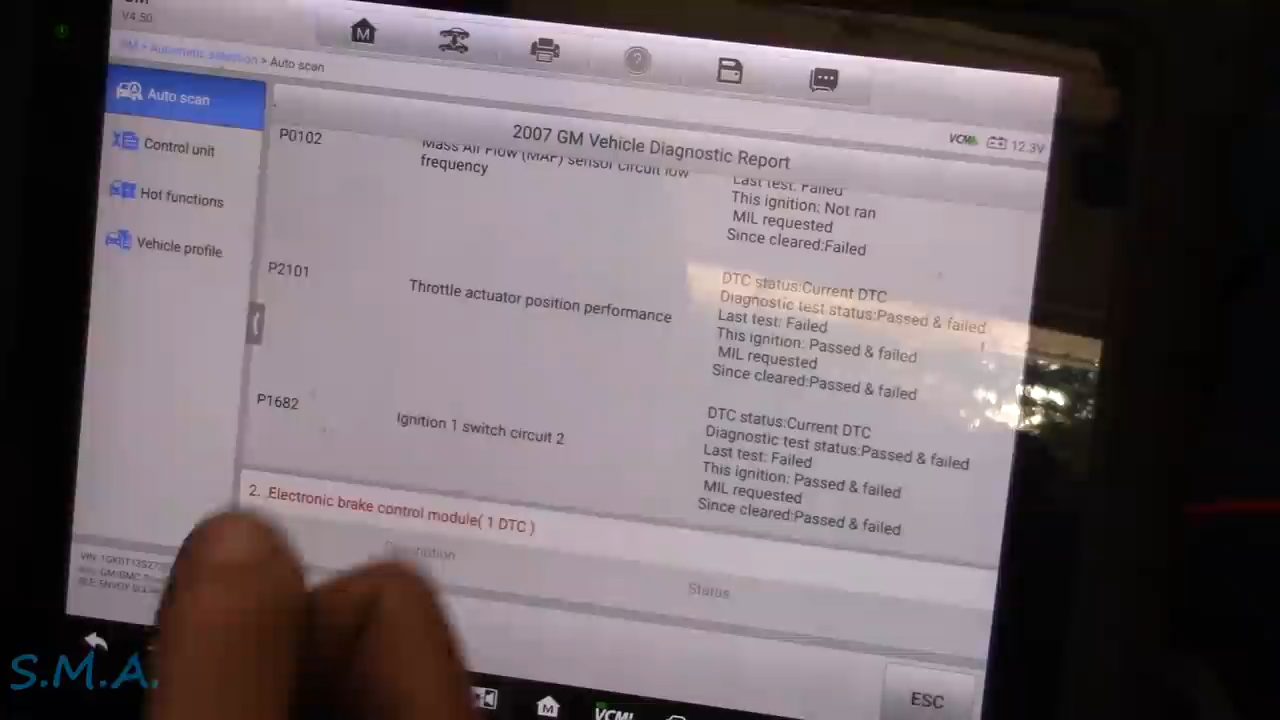 V4.50
GM > Automatic selection > Auto scan
VCMI 12.3V
Auto scan
Control unit
Hot functions
Vehicle profile
2007 GM Vehicle Diagnostic Report
P0102
Mass Air Flow (MAF) sensor circuit low
frequency
Last test: Failed
This ignition: Not ran
MIL requested
Since cleared:Failed
P2101
Throttle actuator position performance
DTC status:Current DTC
Diagnostic test status:Passed & failed
Last test: Failed
This ignition: Passed & failed
MIL requested
Since cleared:Passed & failed
P1682
Ignition 1 switch circuit 2
DTC status:Current DTC
Diagnostic test status:Passed & failed
Last test: Failed
This ignition: Passed & failed
MIL requested
Since cleared:Passed & failed
2. Electronic brake control module( 1 DTC )
Description
Status
ESC
VCMI
S.M.A.